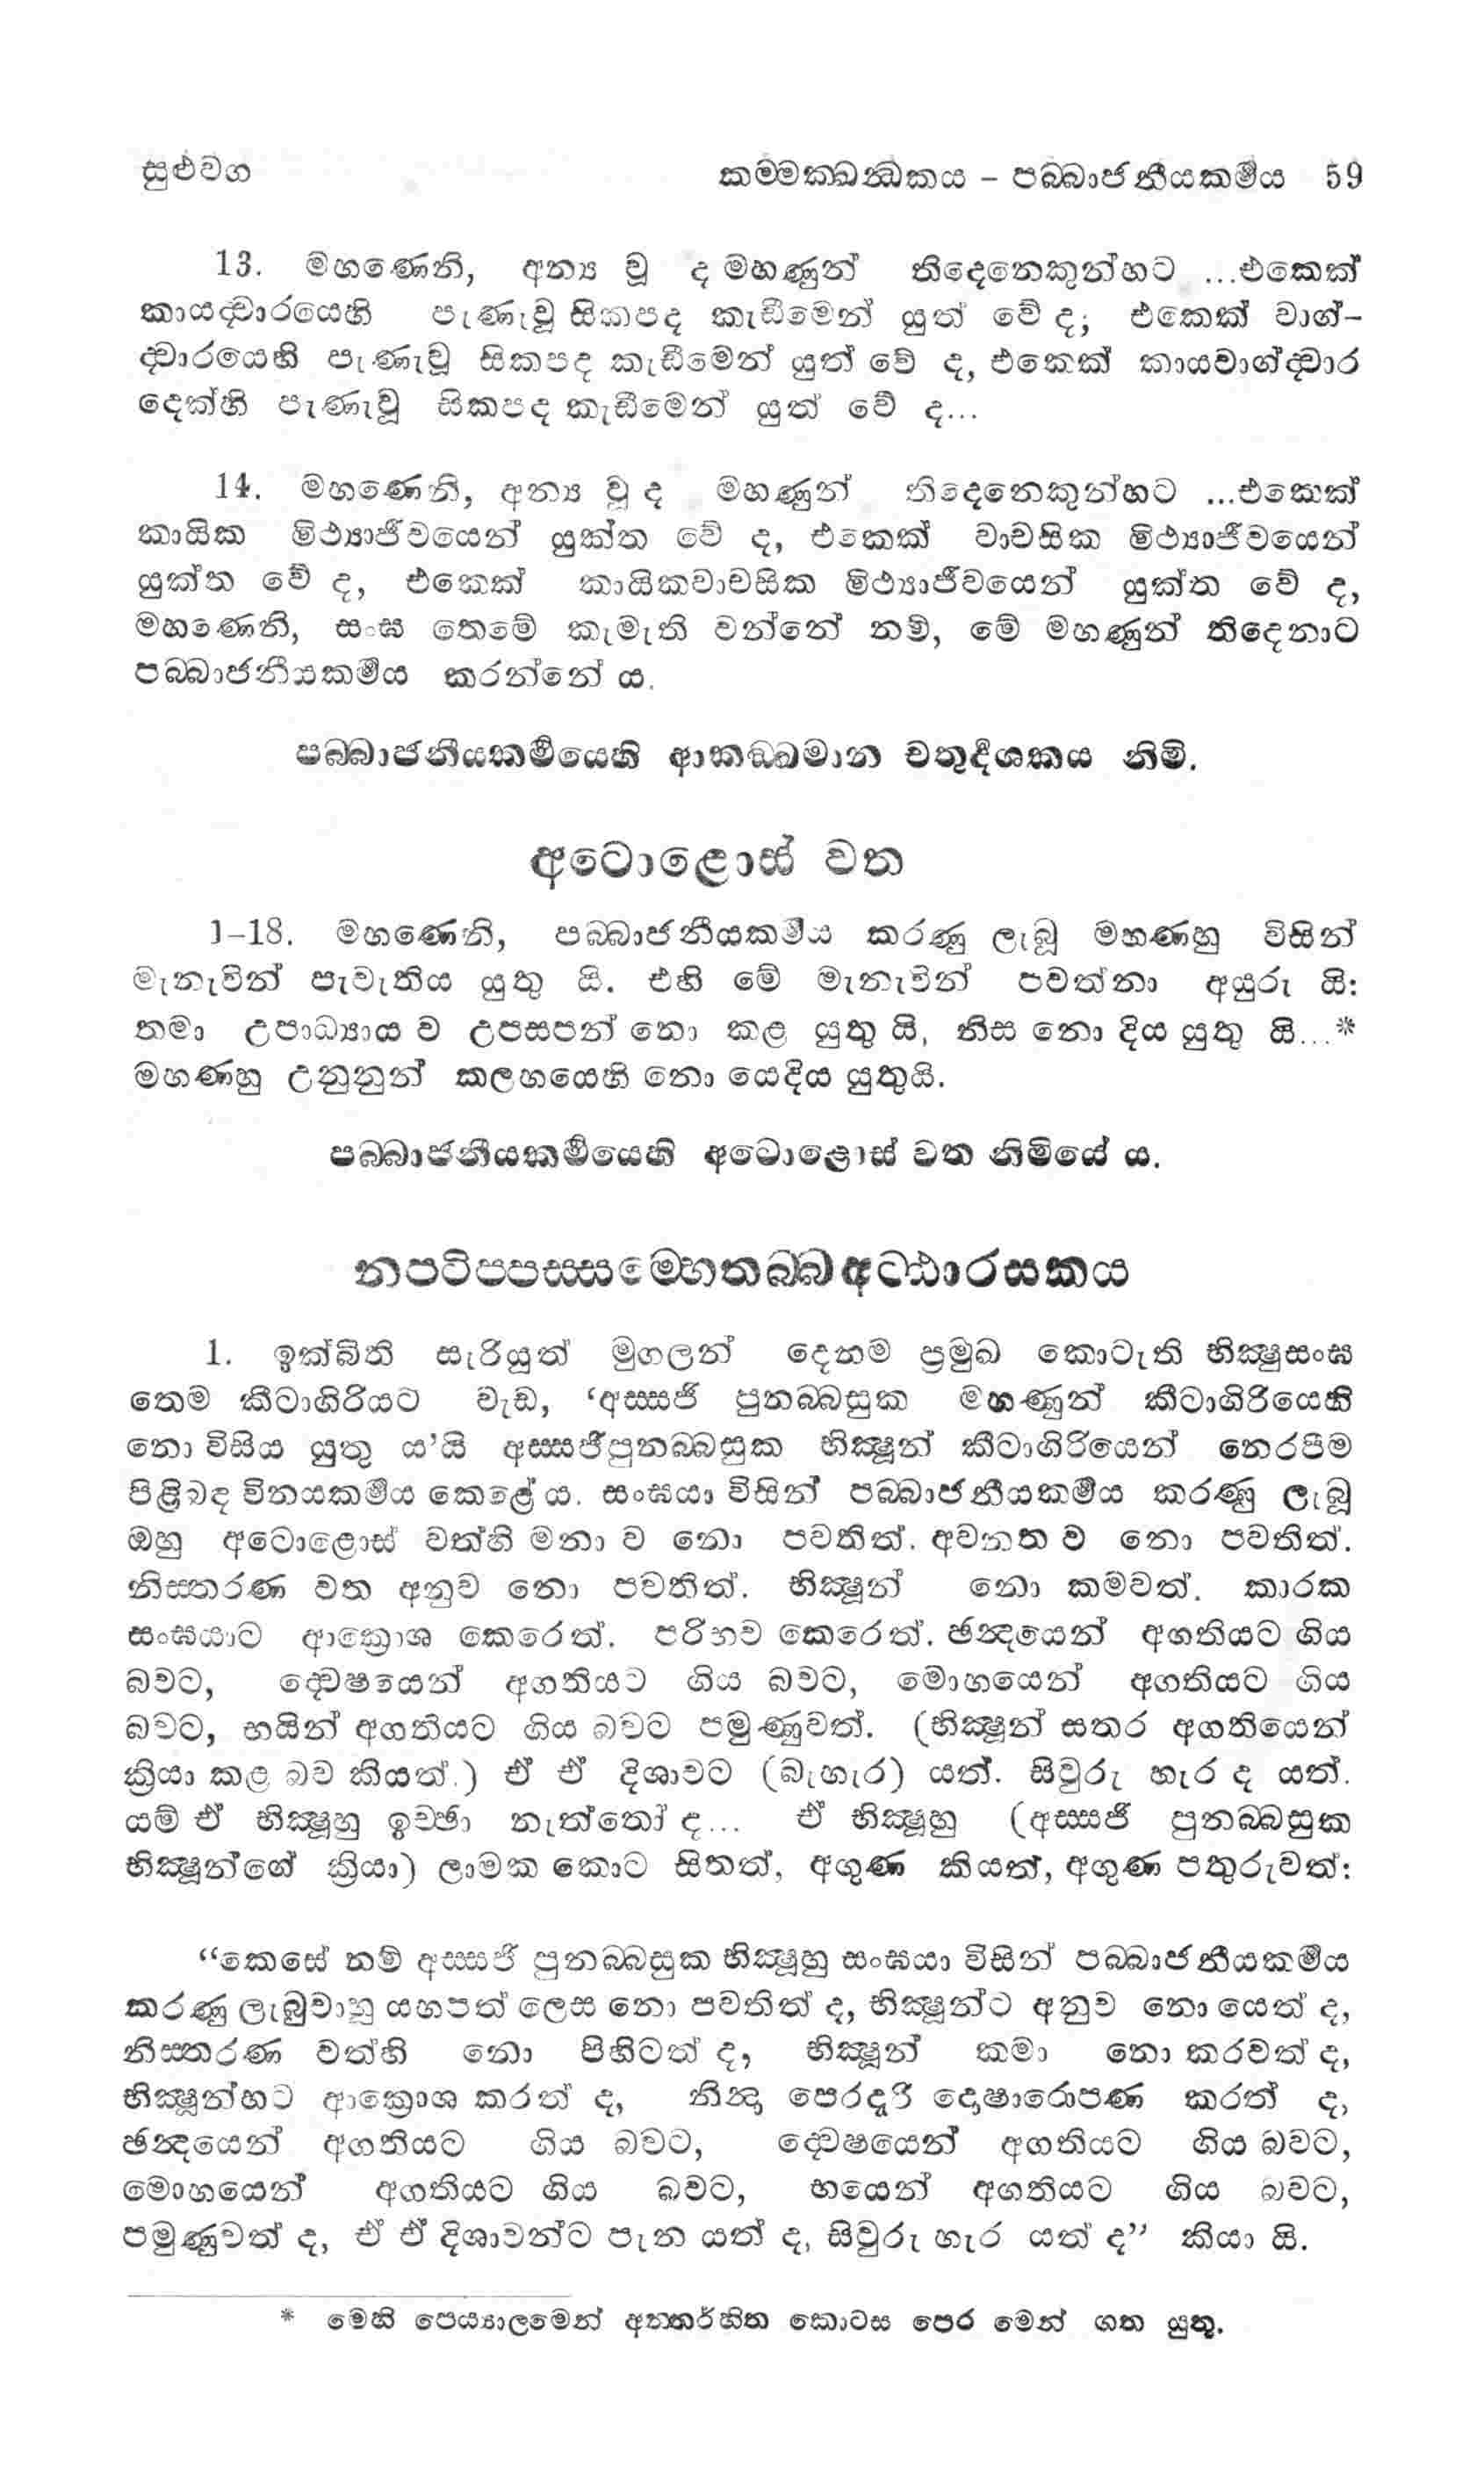 සුළුවග කම්මක්ඛන්ධකය – පබ්බාජනීයකර්‍මය 59
13. මහණෙනි, අන්‍ය වූ ද මහණුන් තිදෙනෙකුන්හට ...එකෙක්
කායද්වාරයෙහි පැණැවූ සිකපද කැඩීමෙන් යුත් වේ ද; එකෙක් වාග්–
ද්වාරයෙහි පැණැවූ සිකපද කැඩීමෙන් යුත් වේ ද, එකෙක් කායවාග්ද්වාර
දෙක්හි පැණැවූ සිකපද කැඩීමෙන් යුත් වේ ද...
14. මහණෙනි, අන්‍ය වූ ද මහණුන් තිදෙනෙකුන්හට ...එකෙක්
කායික මිථ්‍යාජීවයෙන් යුක්ත වේ ද, එකෙක් වාචසික මිථ්‍යාජීවයෙන්
යුක්ත වේ ද, එකෙක් කායිකවාචසික මිථ්‍යාජීවයෙන් යුක්ත වේ ද,
මහණෙනි, සංඝ තෙමේ කැමැති වන්නේ නම්, මේ මහණුන් තිදෙනාට
පබ්බාජනීයකර්‍මය කරන්නේ ය.
පබ්බාජනීයකර්‍මයෙහි ආකඞ්ඛමාන චතුර්‍දශකය නිමි.
අටොළොස් වත
1–18. මහණෙනි, පබ්බාජනීයකර්‍මය කරණු ලැබූ මහණහු විසින්
මැනැවින් පැවැතිය යුතු යි. එහි මේ මැනැවින් පවත්නා අයුරු යි:
තමා උපාධ්‍යාය ව උපසපන් නො කළ යුතු යි, නිස නො දිය යුතු යි...*
මහණහු උනුනුන් කලහයෙහි නො යෙදිය යුතුයි.
පබ්බාජනීයකර්‍මයෙහි අටොළොස් වත නිමියේ ය.
නපටිප්පස්සම්භෙතබ්බඅට්ඨාරසකය
1. ඉක්බිති සැරියුත් මුගලන් දෙනම ප්‍රමුඛ කොටැති භික්‍ෂුසංඝ
තෙම කීටාගිරියට වැඩ, ‘අස්සජි පුනබ්බසුක මහණුන් කීටාගිරියෙහි
නො විසිය යුතු ය’යි අස්සජිපුනබ්බසුක භික්‍ෂූන් කීටාගිරියෙන් නෙරපීම
පිළිබඳ විනයකර්‍මය කෙළේ ය. සංඝයා විසින් පබ්බාජනීයකර්‍මය කරණු ලැබූ
ඔහු අටොළොස් වත්හි මනා ව නො පවතිත්. අවනත ව නො පවතිත්.
නිස්තරණ වත අනුව නො පවතිත්. භික්‍ෂූන් නො කමවත්. කාරක
සංඝයාට ආක්‍රොශ කෙරෙත්. පරිභව කෙරෙත්. ඡන්දයෙන් අගතියට ගිය
බවට, ද්වෙෂයෙන් අගතියට ගිය බවට, මොහයෙන් අගතියට ගිය
බවට, භයින් අගතියට ගිය බවට පමුණුවත්. (භික්‍ෂූන් සතර අගතියෙන්
ක්‍රියා කළ බව කියත්.) ඒ ඒ දිශාවට (බැහැර) යත්. සිවුරු හැර ද යත්.
යම් ඒ භික්‍ෂූහු ඉච්ඡා නැත්තෝ ද... ඒ භික්‍ෂූහු (අස්සජි පුනබ්බසුක
භික්‍ෂූන්ගේ ක්‍රියා) ලාමක කොට සිතත්, අගුණ කියත්, අගුණ පතුරුවත්:
“කෙසේ නම් අස්සජි පුනබ්බසුක භික්‍ෂූහු සංඝයා විසින් පබ්බාජනීයකර්‍මය
කරණු ලැබුවාහු යහපත් ලෙස නො පවතිත් ද, භික්‍ෂූන්ට අනුව නො යෙත් ද,
නිස්තරණ වත්හි නො පිහිටත් ද, භික්‍ෂූන් කමා නො කරවත් ද,
භික්‍ෂූන්හට ආක්‍රොශ කරත් ද, නින්දා පෙරදැරි දොෂාරොපණ කරත් ද,
ඡන්දයෙන් අගතියට ගිය බවට, ද්වෙෂයෙන් අගතියට ගිය බවට,
මොහයෙන් අගතියට ගිය බවට, භයෙන් අගතියට ගිය බවට,
පමුණුවත් ද, ඒ ඒ දිශාවන්ට පැන යත් ද, සිවුරු හැර යත් ද” කියා යි.
* මෙහි පෙය්‍යාලමෙන් අන්තර්හිත කොටස පෙර මෙන් ගත යුතු.